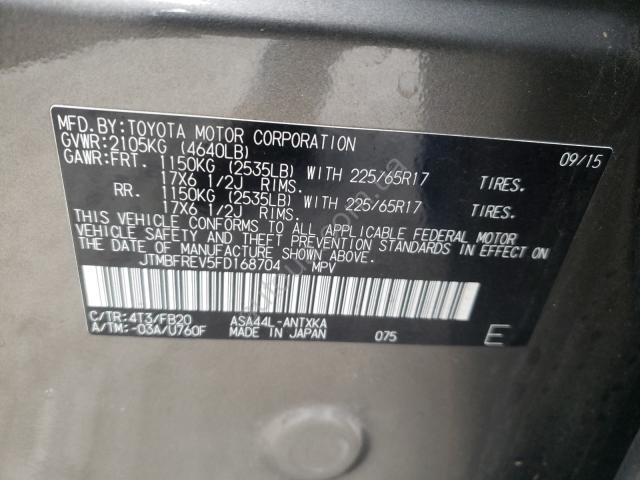 MFD.BY:TOYOTA MOTOR CORPORATION 09/15
GVWR:2105KG (4640LB)
GAWR:FRT. 1150KG (2535LB) WITH 225/65R17 TIRES.
17X6 1/2J RIMS.
RR. 1150KG (2535LB) WITH 225/65R17 TIRES.
17X6 1/2J RIMS.
THIS VEHICLE CONFORMS TO ALL APPLICABLE FEDERAL MOTOR
VEHICLE SAFETY AND THEFT PREVENTION STANDARDS IN EFFECT ON
THE DATE OF MANUFACTURE SHOWN ABOVE.
JTMBFREV5FD168704 MPV
C/TR:4T3/FB20 ASA44L-ANTXKA
A/TM:-03A/U760F MADE IN JAPAN 075 E